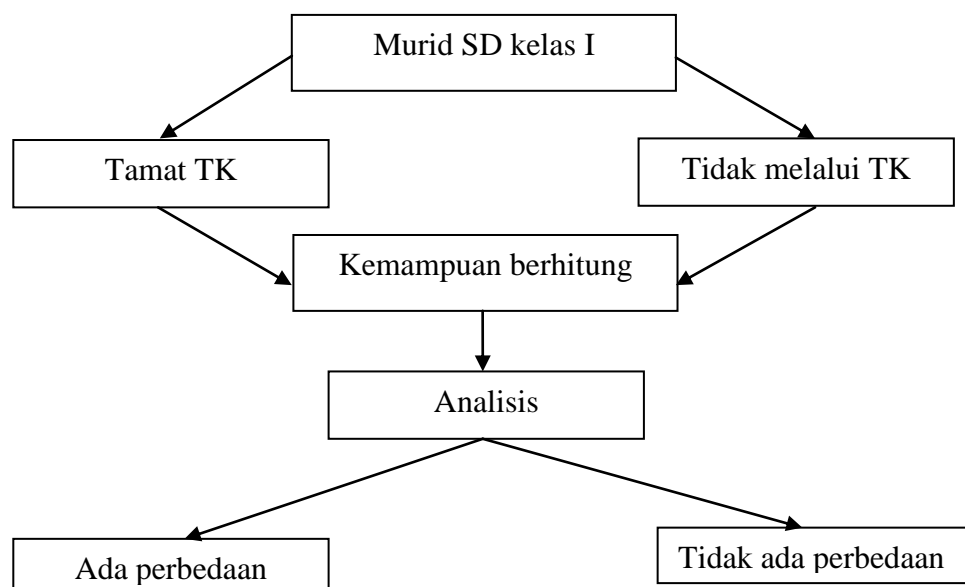 Murid SD kelas I
Tamat TK
Tidak melalui TK
Kemampuan berhitung
Analisis
Ada perbedaan
Tidak ada perbedaan